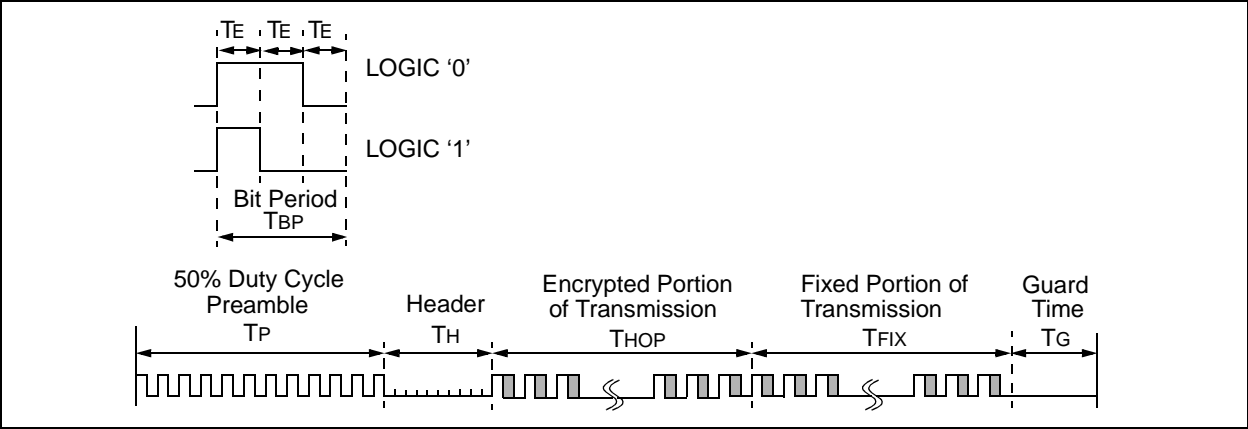 TE TE TE
LOGIC ‘0’
LOGIC ‘1’
Bit Period
TBP
50% Duty Cycle
Preamble
TP
Header
TH
Encrypted Portion
of Transmission
THOP
Fixed Portion of
Transmission
TFIX
Guard
Time
TG